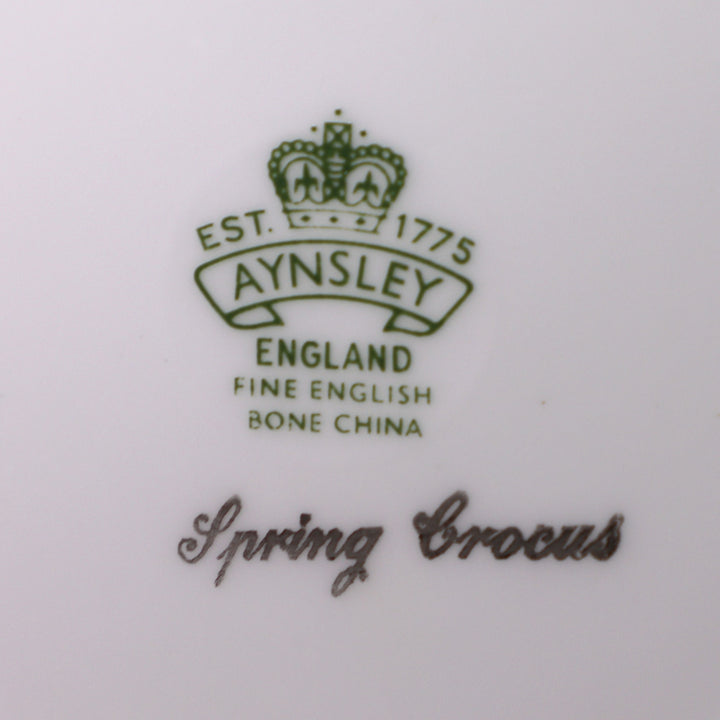 EST. 1775
AYNSLEY
ENGLAND
FINE ENGLISH
BONE CHINA
Spring Crocus